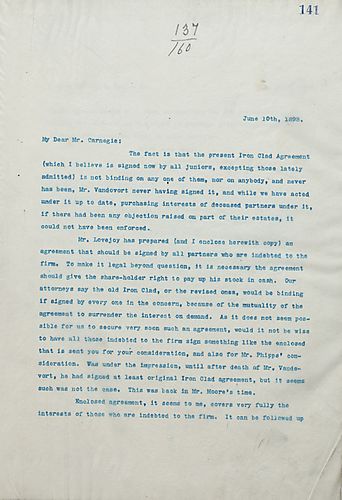 141
137
160
June 10th, 1893.
My Dear Mr. Carnegie:
The fact is that the present Iron Clad Agreement
(which I believe is signed now by all juniors, excepting those lately
admitted) is not binding on any one of them, nor on anybody, and never
has been, Mr. Vandevort never having signed it, and while we have acted
under it up to date, purchasing interests of deceased partners under it,
if there had been any objection raised on part of their estates, it
could not have been enforced.
Mr. Lovejoy has prepared (and I enclose herewith copy) an
agreement that should be signed by all partners who are indebted to the
firm. To make it legal beyond question, it is necessary the agreement
should give the share-holder right to pay up his stock in cash. Our
attorneys say the old Iron Clad, or the revised ones, would be binding
if signed by every one in the concern, because of the mutuality of the
agreement to surrender the interest on demand. As it does not seem pos-
sible for us to secure very soon such an agreement, would it not be wise
to have all those indebted to the firm sign something like the enclosed
that is sent you for your consideration, and also for Mr. Phipps' con-
sideration. Was under the impression, until after death of Mr. Vande-
vort, he had signed at least original Iron Clad agreement, but it seems
such was not the case. This was back in Mr. Moore's time.
Enclosed agreement, it seems to me, covers very fully the
interests of those who are indebted to the firm. It can be followed up